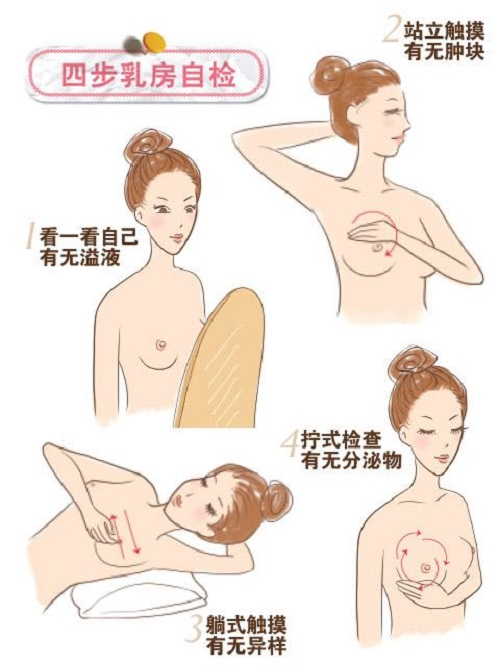 四步乳房自检
1 看一看自己
有无溢液
2 站立触摸
有无肿块
3 躺式触摸
有无异样
4 拧式检查
有无分泌物